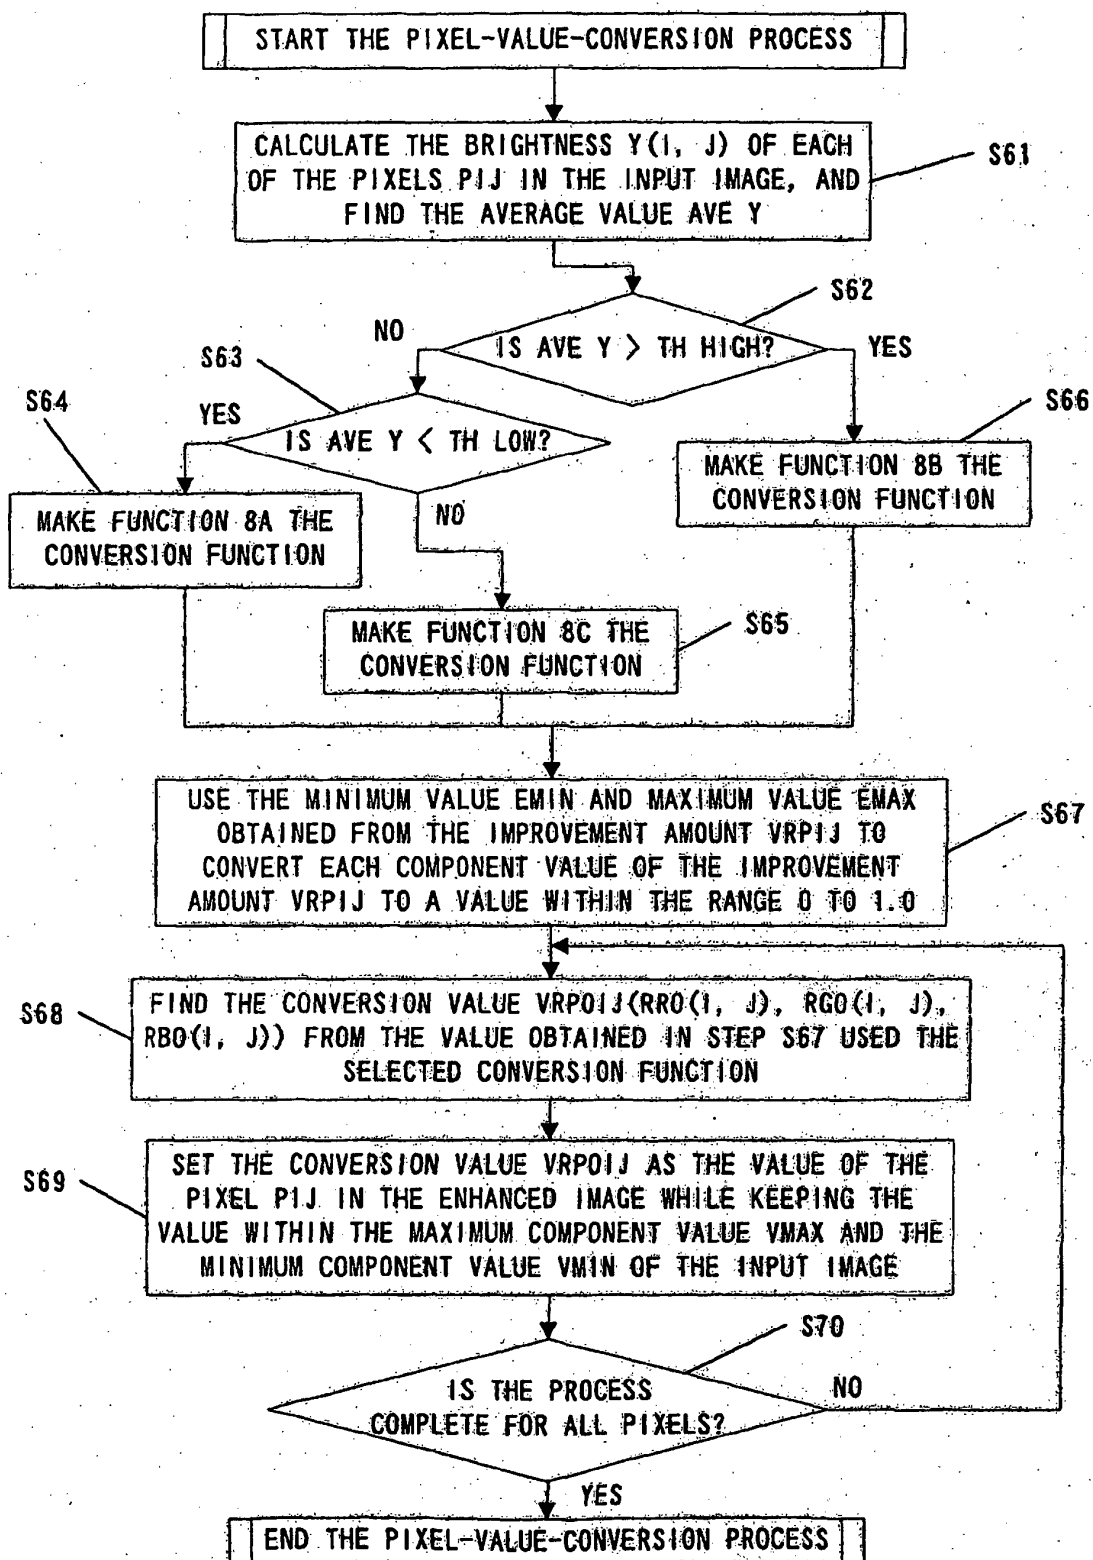 START THE PIXEL-VALUE-CONVERSION PROCESS
CALCULATE THE BRIGHTNESS Y(I, J) OF EACH
OF THE PIXELS PIJ IN THE INPUT IMAGE, AND
FIND THE AVERAGE VALUE AVE Y
S61
S62
IS AVE Y > TH HIGH?
NO
YES
S63
IS AVE Y < TH LOW?
YES
NO
S64
MAKE FUNCTION 8A THE
CONVERSION FUNCTION
S66
MAKE FUNCTION 8B THE
CONVERSION FUNCTION
MAKE FUNCTION 8C THE
CONVERSION FUNCTION
S65
USE THE MINIMUM VALUE EMIN AND MAXIMUM VALUE EMAX
OBTAINED FROM THE IMPROVEMENT AMOUNT VRPIJ TO
CONVERT EACH COMPONENT VALUE OF THE IMPROVEMENT
AMOUNT VRPIJ TO A VALUE WITHIN THE RANGE 0 TO 1.0
S67
S68
FIND THE CONVERSION VALUE VRPOIJ(RRO(I, J), RGO(I, J),
RBO(I, J)) FROM THE VALUE OBTAINED IN STEP S67 USED THE
SELECTED CONVERSION FUNCTION
S69
SET THE CONVERSION VALUE VRPOIJ AS THE VALUE OF THE
PIXEL PIJ IN THE ENHANCED IMAGE WHILE KEEPING THE
VALUE WITHIN THE MAXIMUM COMPONENT VALUE VMAX AND THE
MINIMUM COMPONENT VALUE VMIN OF THE INPUT IMAGE
S70
IS THE PROCESS
COMPLETE FOR ALL PIXELS?
NO
YES
END THE PIXEL-VALUE-CONVERSION PROCESS